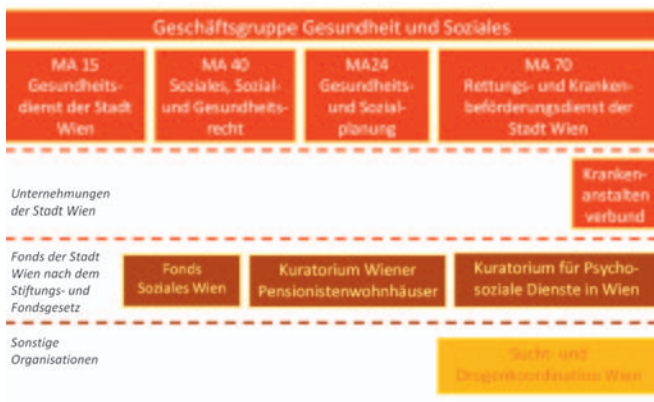 Geschäftsgruppe Gesundheit und Soziales
MA 15
Gesundheits-
dienst der Stadt
Wien
MA 40
Soziales, Sozial-
und Gesundheits-
recht
MA24
Gesundheits-
und Sozial-
planung
MA 70
Rettungs- und Kranken-
beförderungsdienst der
Stadt Wien
Unternehmungen
der Stadt Wien
Kranken-
anstalten
verbund
Fonds der Stadt
Wien nach dem
Stiftungs- und
Fondsgesetz
Fonds
Soziales Wien
Kuratorium Wiener
Pensionistenwohnhäuser
Kuratorium für Psycho-
soziale Dienste in Wien
Sonstige
Organisationen
Sucht- und
Drogenkoordination Wien